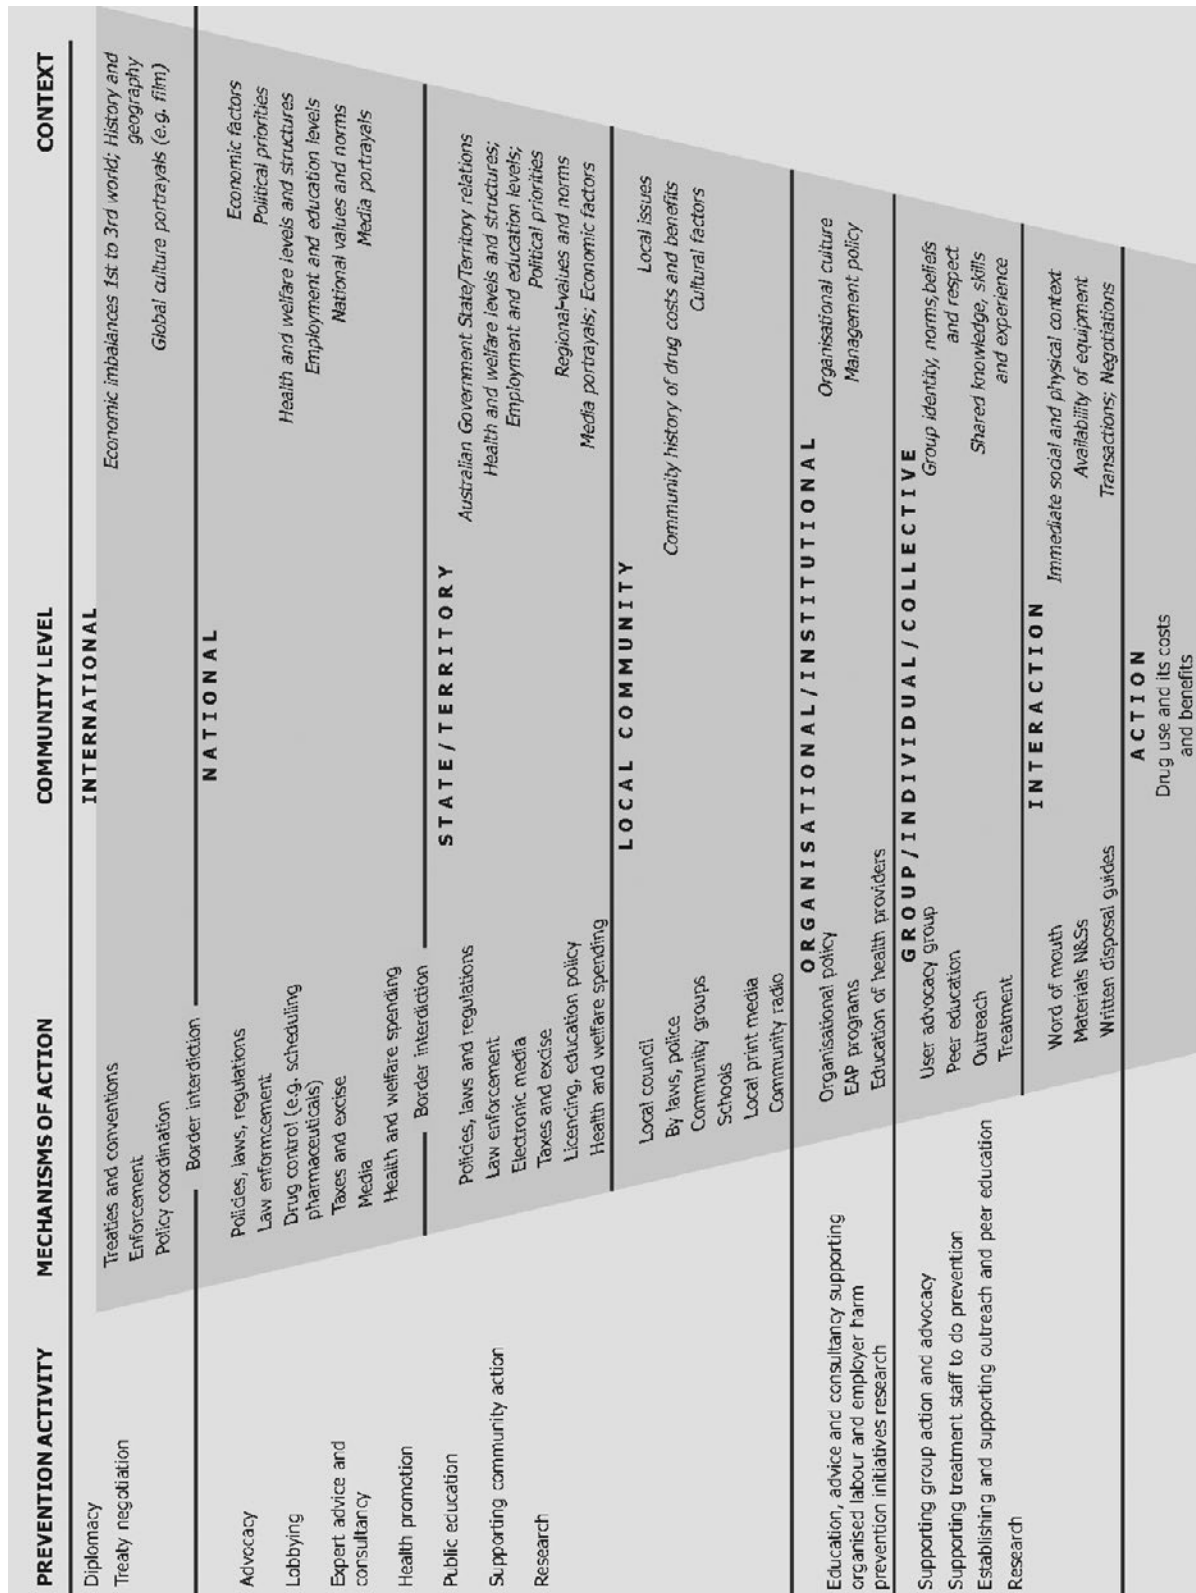 PREVENTION ACTIVITY
MECHANISMS OF ACTION
COMMUNITY LEVEL
CONTEXT
INTERNATIONAL
Diplomacy
Treaty negotiation
Treaties and conventions
Enforcement
Policy coordination
Border interdiction
Economic imbalances 1st to 3rd world; History and
geography
Global culture portrayals (e.g. film)
NATIONAL
Advocacy
Lobbying
Expert advice and
consultancy
Health promotion
Public education
Supporting community action
Research
Policies, laws, regulations
Law enformcement
Drug control (e.g. scheduling
pharmaceuticals)
Taxes and excise
Media
Health and welfare spending
Border interdiction
Economic factors
Political priorities
Health and welfare levels and structures
Employment and education levels
National values and norms
Media portrayals
STATE/TERRITORY
Policies, laws and regulations
Law enforcement
Electronic media
Taxes and excise
Licencing, education policy
Health and welfare spending
Australian Government State/Territory relations
Health and welfare levels and structures;
Employment and education levels;
Political priorities
Regional-values and norms
Media portrayals; Economic factors
LOCAL COMMUNITY
Local council
By laws, police
Community groups
Schools
Local print media
Community radio
Local issues
Community history of drug costs and benefits
Cultural factors
ORGANISATIONAL/INSTITUTIONAL
Education, advice and consultancy supporting
organised labour and employer harm
prevention initiatives research
Organisational policy
EAP programs
Education of health providers
Organisational culture
Management policy
GROUP/INDIVIDUAL/COLLECTIVE
Supporting group action and advocacy
Supporting treatment staff to do prevention
Establishing and supporting outreach and peer education
Research
User advocacy group
Peer education
Outreach
Treatment
Group identity, norms,beliefs
and respect
Shared knowledge, skills
and experience
INTERACTION
Word of mouth
Materials N&Ss
Written disposal guides
Immediate social and physical context
Availability of equipment
Transactions; Negotiations
ACTION
Drug use and its costs
and benefits